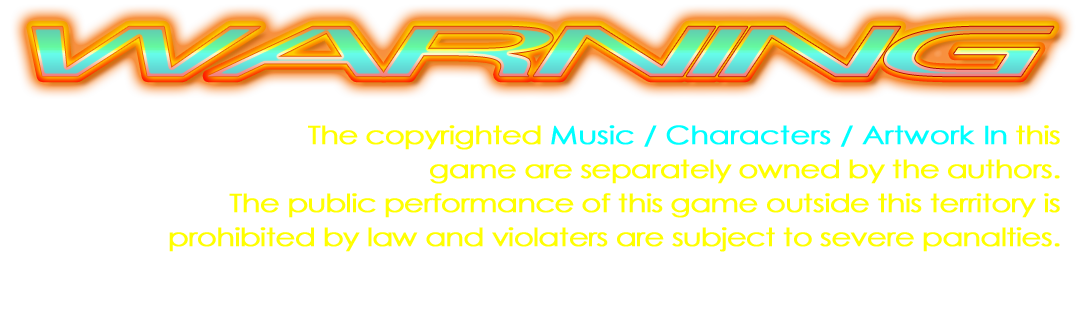 WARNING
The copyrighted Music / Characters / Artwork In this
game are separately owned by the authors.
The public performance of this game outside this territory is
prohibited by law and violaters are subject to severe panalties.